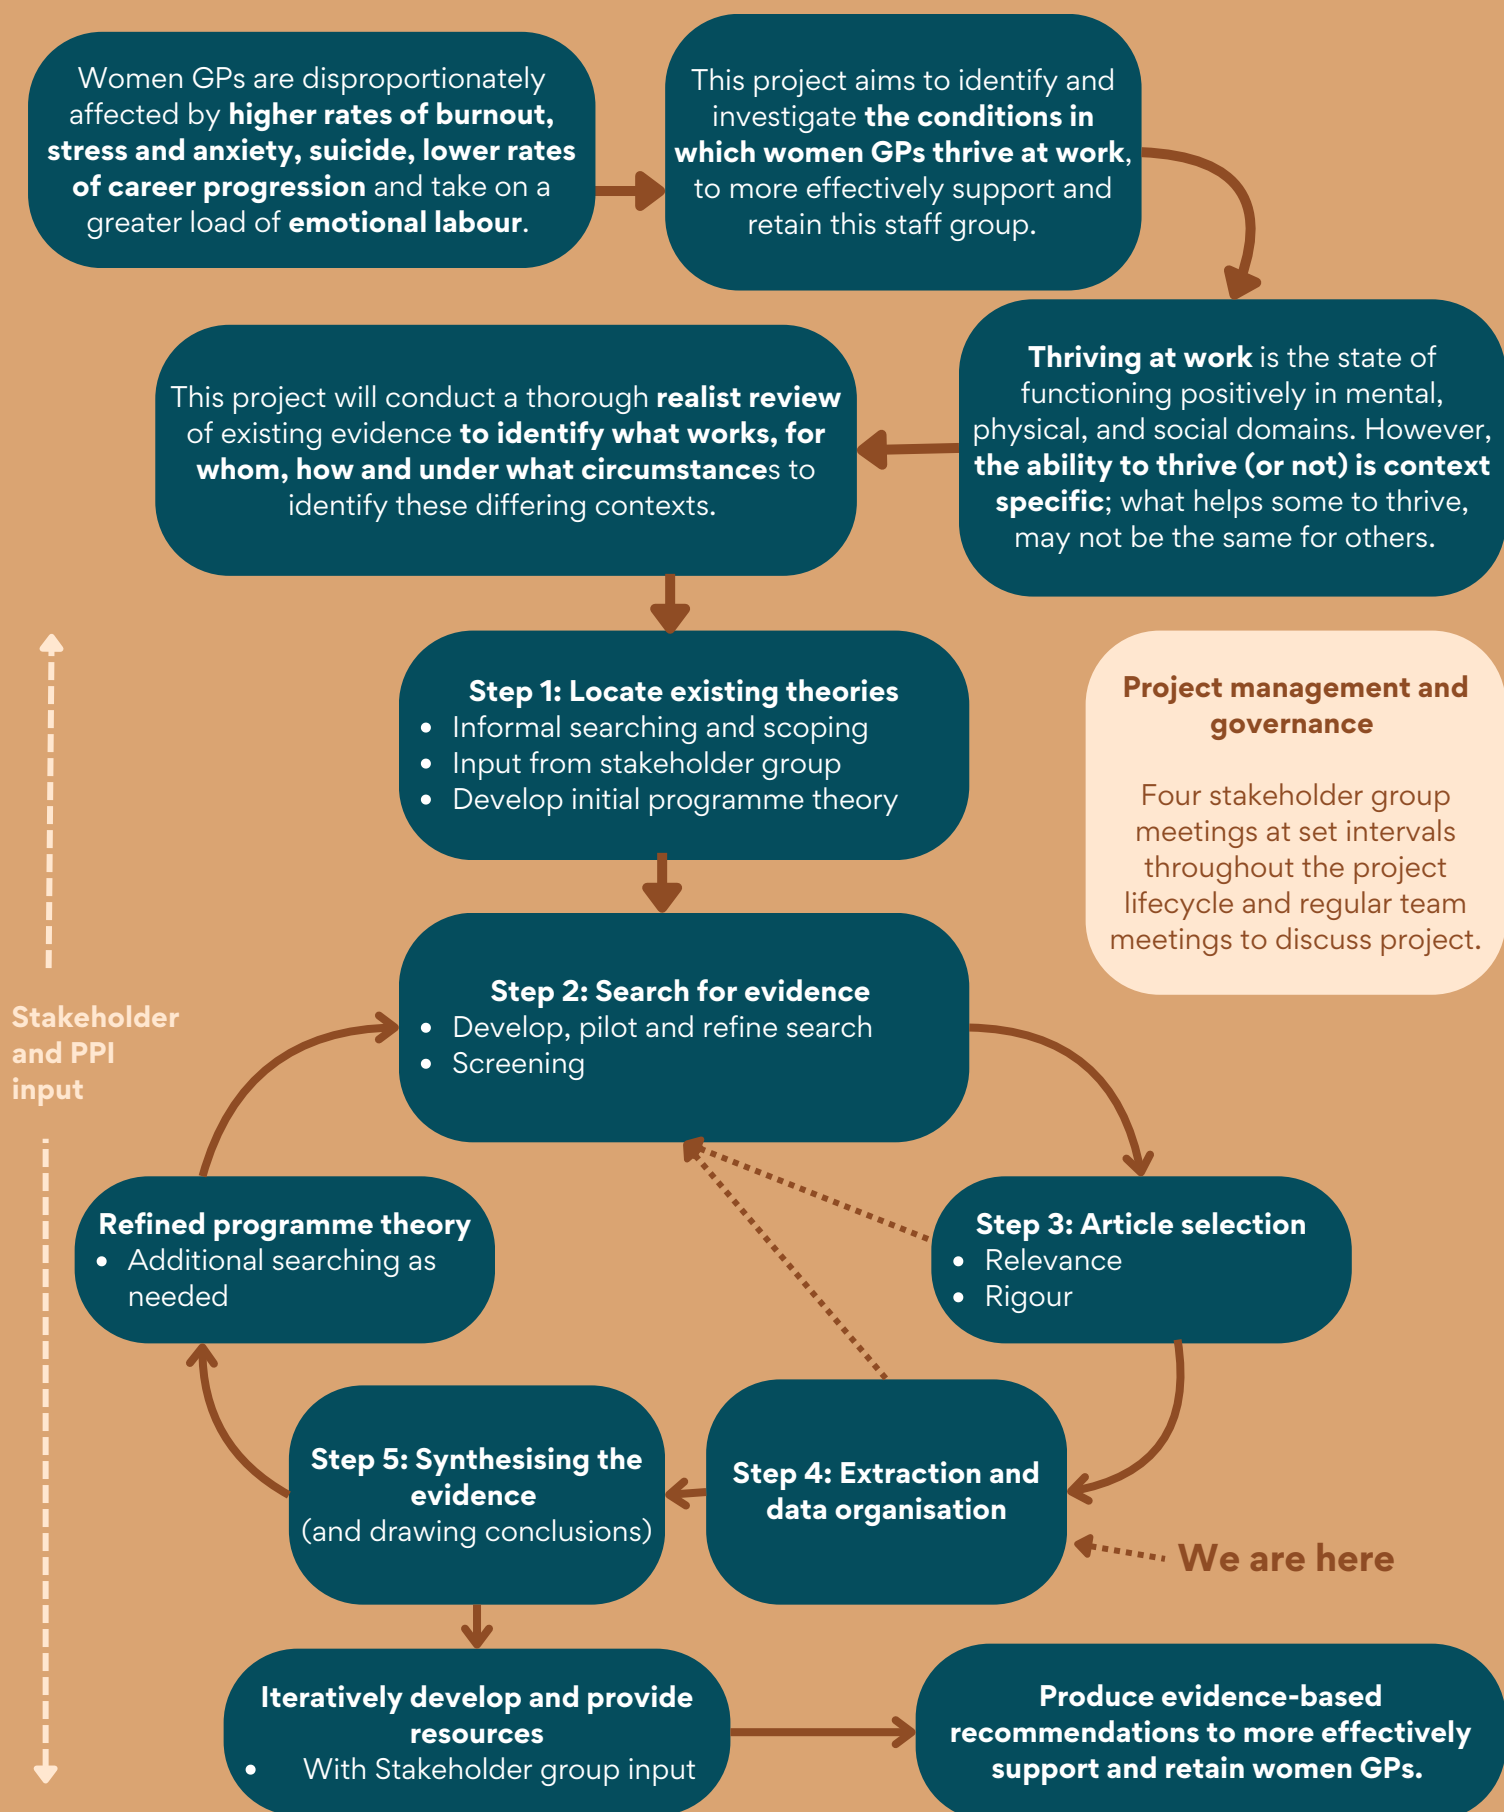 Women GPs are disproportionately
affected by higher rates of burnout,
stress and anxiety, suicide, lower rates
of career progression and take on a
greater load of emotional labour.
This project aims to identify and
investigate the conditions in
which women GPs thrive at work,
to more effectively support and
retain this staff group.
Thriving at work is the state of
functioning positively in mental,
physical, and social domains. However,
the ability to thrive (or not) is context
specific; what helps some to thrive,
may not be the same for others.
This project will conduct a thorough realist review
of existing evidence to identify what works, for
whom, how and under what circumstances to
identify these differing contexts.
Step 1: Locate existing theories
• Informal searching and scoping
• Input from stakeholder group
• Develop initial programme theory
Project management and
governance
Four stakeholder group
meetings at set intervals
throughout the project
lifecycle and regular team
meetings to discuss project.
Stakeholder
and PPI
input
Step 2: Search for evidence
• Develop, pilot and refine search
• Screening
Step 3: Article selection
• Relevance
• Rigour
Step 4: Extraction and
data organisation
We are here
Step 5: Synthesising the
evidence
(and drawing conclusions)
Refined programme theory
• Additional searching as
needed
Iteratively develop and provide
resources
• With Stakeholder group input
Produce evidence-based
recommendations to more effectively
support and retain women GPs.